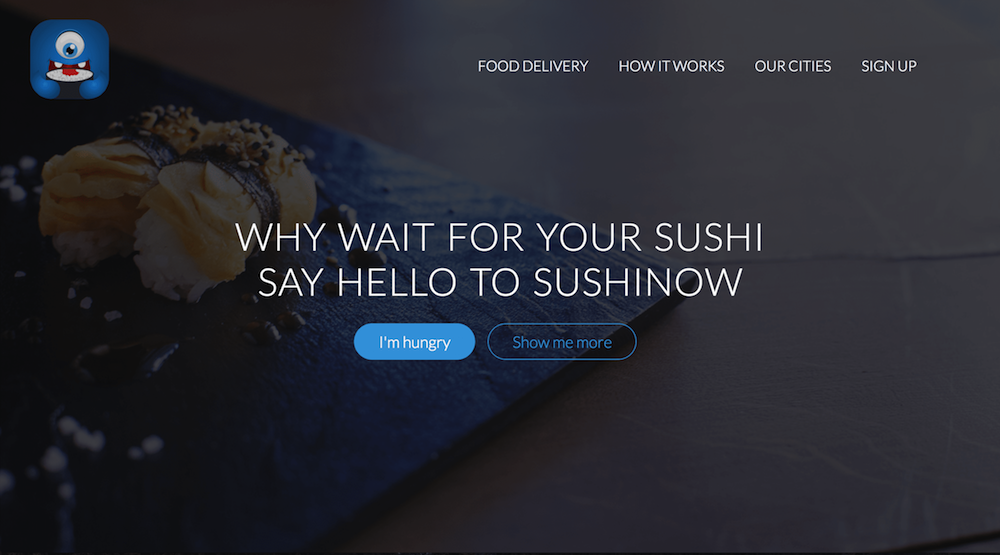 FOOD DELIVERY HOW IT WORKS OUR CITIES SIGN UP
WHY WAIT FOR YOUR SUSHI
SAY HELLO TO SUSHINOW
I'm hungry Show me more